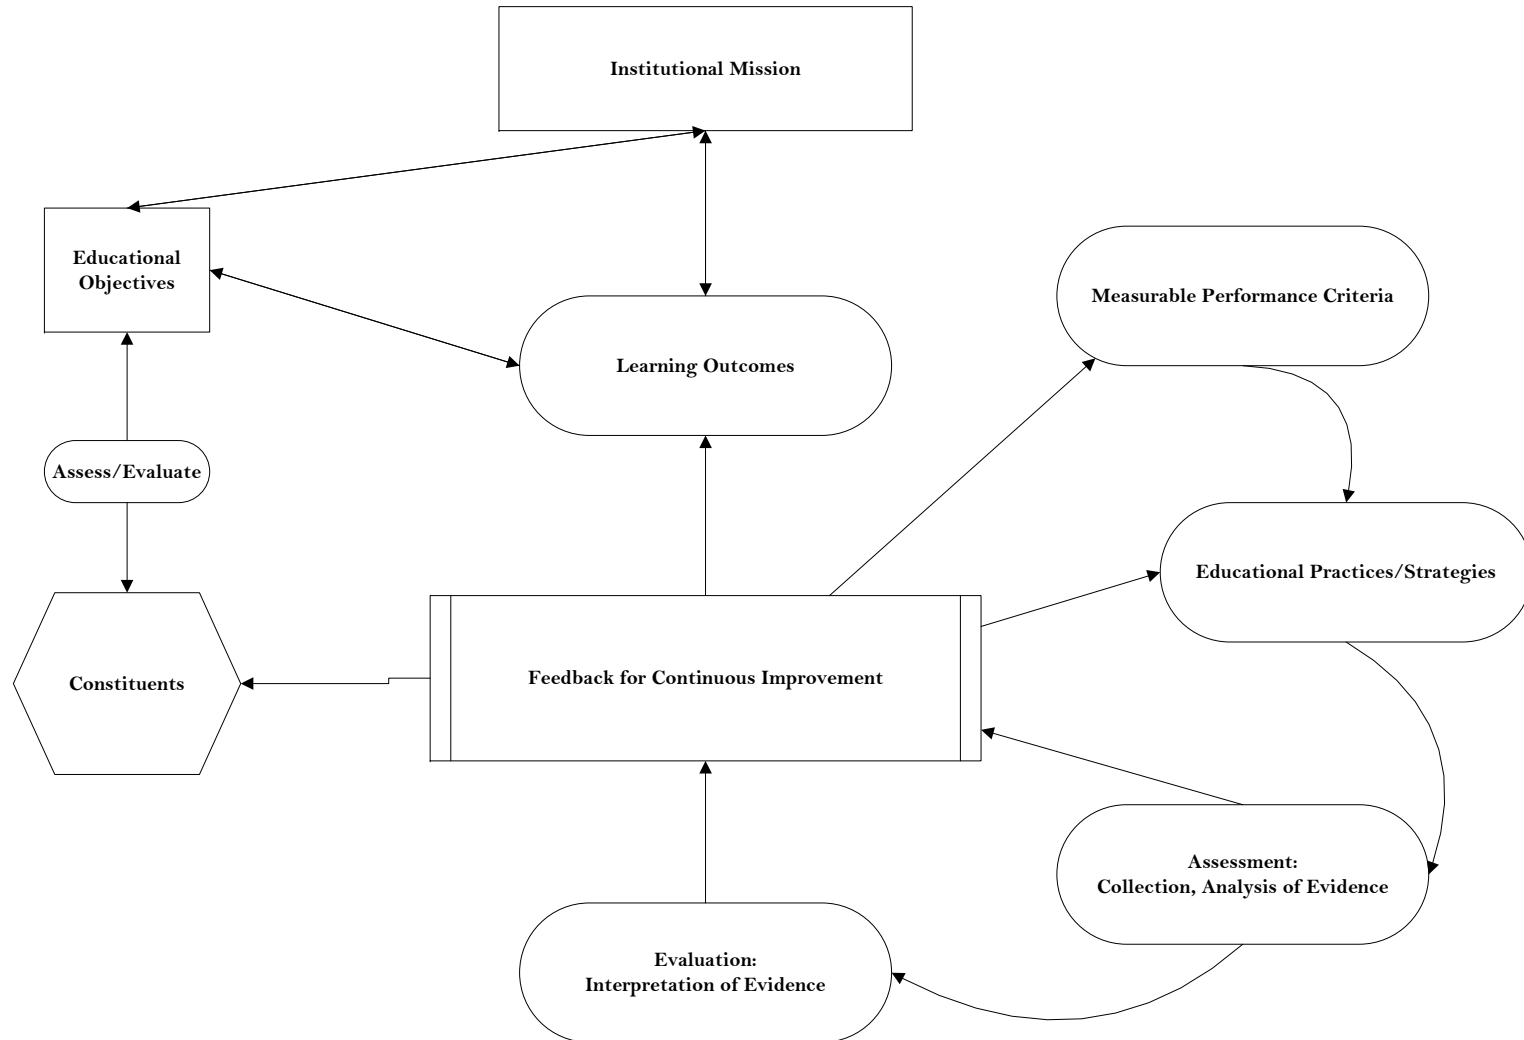 Institutional Mission
Educational
Objectives
Measurable Performance Criteria
Learning Outcomes
Assess/Evaluate
Educational Practices/Strategies
Constituents
Feedback for Continuous Improvement
Assessment:
Collection, Analysis of Evidence
Evaluation:
Interpretation of Evidence